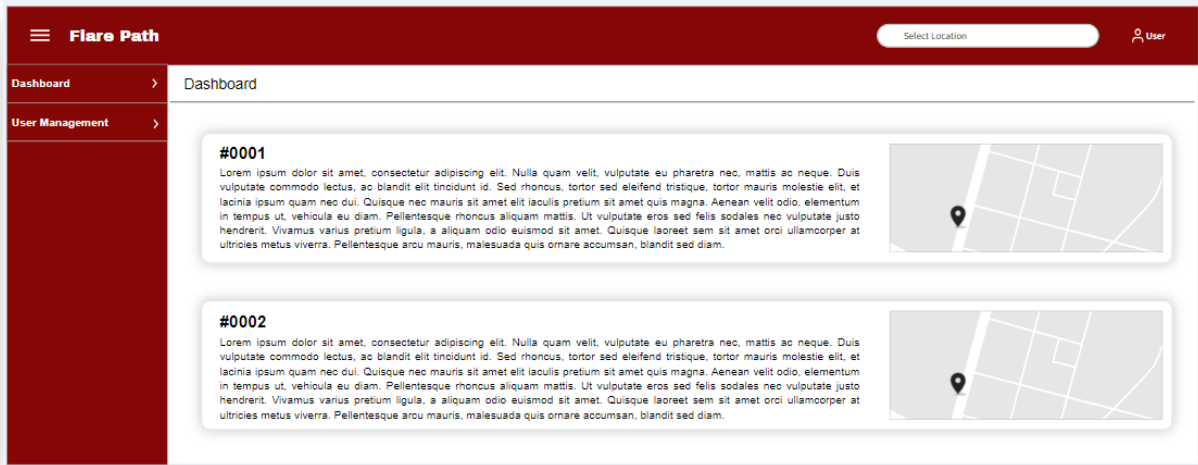 Flare Path
Select Location
User
Dashboard
User Management
Dashboard
#0001
Lorem ipsum dolor sit amet, consectetur adipiscing elit. Nulla quam velit, vulputate eu pharetra nec, mattis ac neque. Duis
vulputate commodo lectus, ac blandit elit tincidunt id. Sed rhoncus, tortor sed eleifend tristique, tortor mauris molestie elit, et
lacinia ipsum quam nec dui. Quisque nec mauris sit amet elit iaculis pretium sit amet quis magna. Aenean velit odio, elementum
in tempus ut, vehicula eu diam. Pellentesque rhoncus aliquam mattis. Ut vulputate eros sed felis sodales nec vulputate justo
hendrerit. Vivamus varius pretium ligula, a aliquam odio euismod sit amet. Quisque laoreet sem sit amet orci ullamcorper at
ultricies metus viverra. Pellentesque arcu mauris, malesuada quis ornare accumsan, blandit sed diam.
#0002
Lorem ipsum dolor sit amet, consectetur adipiscing elit. Nulla quam velit, vulputate eu pharetra nec, mattis ac neque. Duis
vulputate commodo lectus, ac blandit elit tincidunt id. Sed rhoncus, tortor sed eleifend tristique, tortor mauris molestie elit, et
lacinia ipsum quam nec dui. Quisque nec mauris sit amet elit iaculis pretium sit amet quis magna. Aenean velit odio, elementum
in tempus ut, vehicula eu diam. Pellentesque rhoncus aliquam mattis. Ut vulputate eros sed felis sodales nec vulputate justo
hendrerit. Vivamus varius pretium ligula, a aliquam odio euismod sit amet. Quisque laoreet sem sit amet orci ullamcorper at
ultricies metus viverra. Pellentesque arcu mauris, malesuada quis ornare accumsan, blandit sed diam.